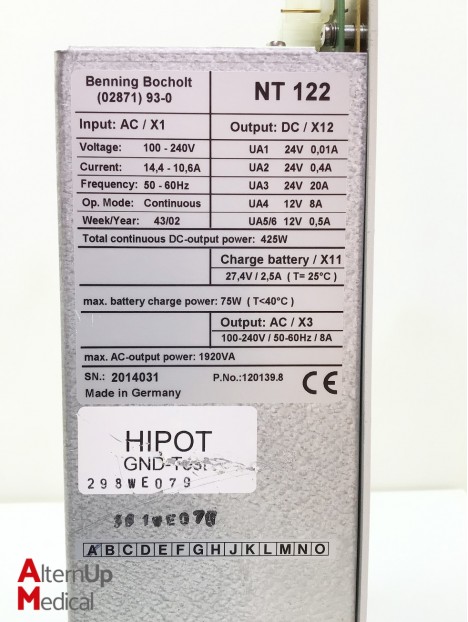 Benning Bocholt
(02871) 93-0
NT 122
Input: AC / X1
Output: DC / X12
Voltage: 100 - 240V
UA1 24V 0,01A
Current: 14,4 - 10,6A
UA2 24V 0,4A
Frequency: 50 - 60Hz
UA3 24V 20A
Op. Mode: Continuous
UA4 12V 8A
Week/Year: 43/02
UA5/6 12V 0,5A
Total continuous DC-output power: 425W
Charge battery / X11
27,4V / 2,5A ( T= 25°C )
max. battery charge power: 75W ( T<40°C )
Output: AC / X3
100-240V / 50-60Hz / 8A
max. AC-output power: 1920VA
SN.: 2014031
P.No.:120139.8
Made in Germany
CE
HIPOT
GND-Test
298WE079
A B C D E F G H J K L M N O
AlternUp
Medical